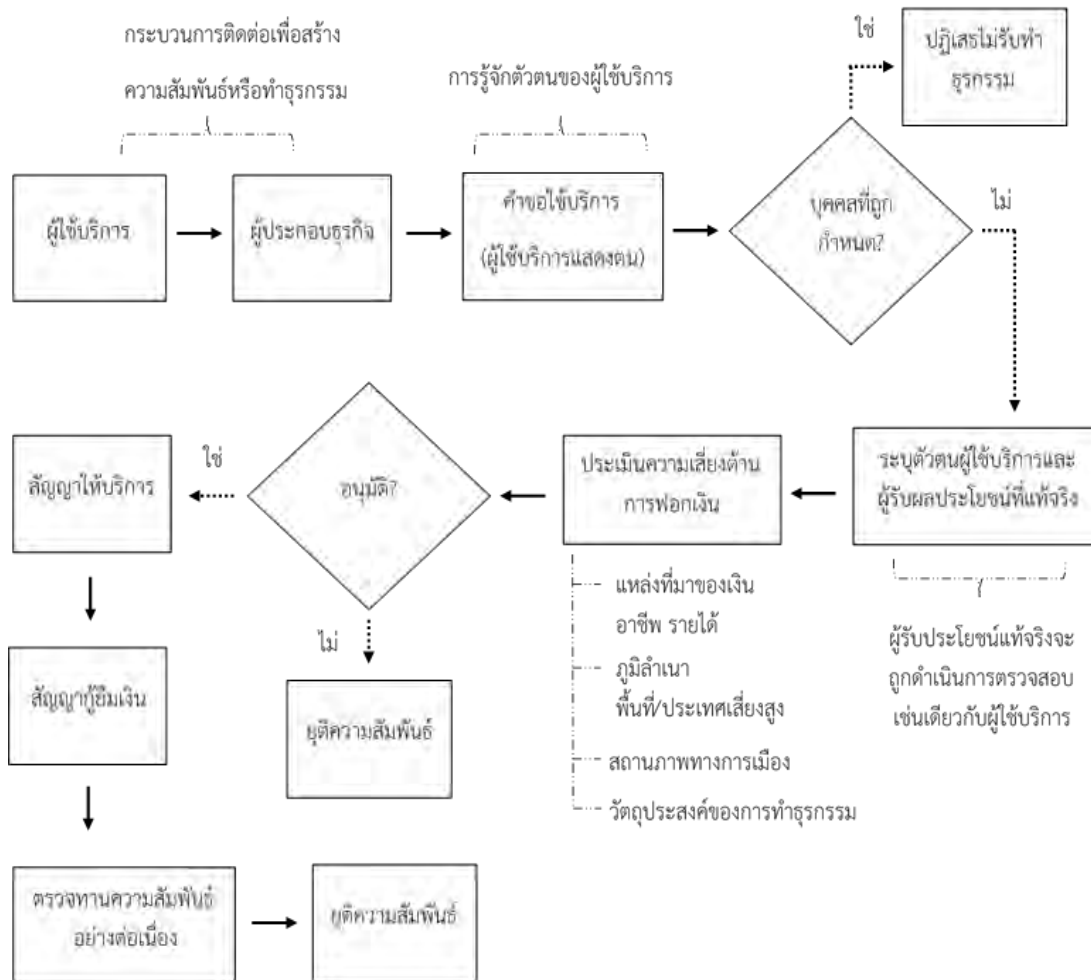 กระบวนการติดต่อเพื่อสร้าง
ความสัมพันธ์หรือทำธุรกรรม
การรู้จักตัวตนของผู้ใช้บริการ
ใช่
ปฏิเสธไม่รับทำ
ธุรกรรม
ผู้ใช้บริการ
ผู้ประกอบธุรกิจ
คำขอใช้บริการ
(ผู้ใช้บริการแสดงตน)
บุคคลที่ถูก
กำหนด?
ไม่
สัญญาให้บริการ
ใช่
อนุมัติ?
ประเมินความเสี่ยงด้าน
การฟอกเงิน
ระบุตัวตนผู้ใช้บริการและ
ผู้รับผลประโยชน์ที่แท้จริง
แหล่งที่มาของเงิน
อาชีพ รายได้
ภูมิลำเนา
พื้นที่/ประเทศเสี่ยงสูง
สถานภาพทางการเมือง
วัตถุประสงค์ของการทำธุรกรรม
ผู้รับประโยชน์แท้จริงจะ
ถูกดำเนินการตรวจสอบ
เช่นเดียวกับผู้ใช้บริการ
ไม่
ยุติความสัมพันธ์
สัญญากู้ยืมเงิน
ตรวจทานความสัมพันธ์
อย่างต่อเนื่อง
ยุติความสัมพันธ์